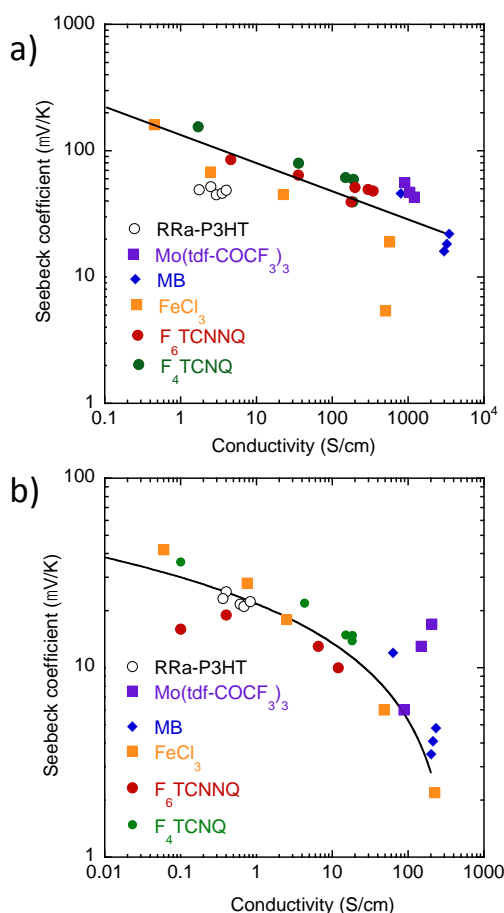 a)
1000
100
10
1
Seebeck coefficient (mV/K)
RRa-P3HT
Mo(tdf-COCF₃)₃
MB
FeCl₃
F₆TCNNQ
F₄TCNQ
0.1 1 10 100 1000 10⁴
Conductivity (S/cm)
b)
100
10
1
Seebeck coefficient (mV/K)
RRa-P3HT
Mo(tdf-COCF₃)₃
MB
FeCl₃
F₆TCNNQ
F₄TCNQ
0.01 0.1 1 10 100 1000
Conductivity (S/cm)